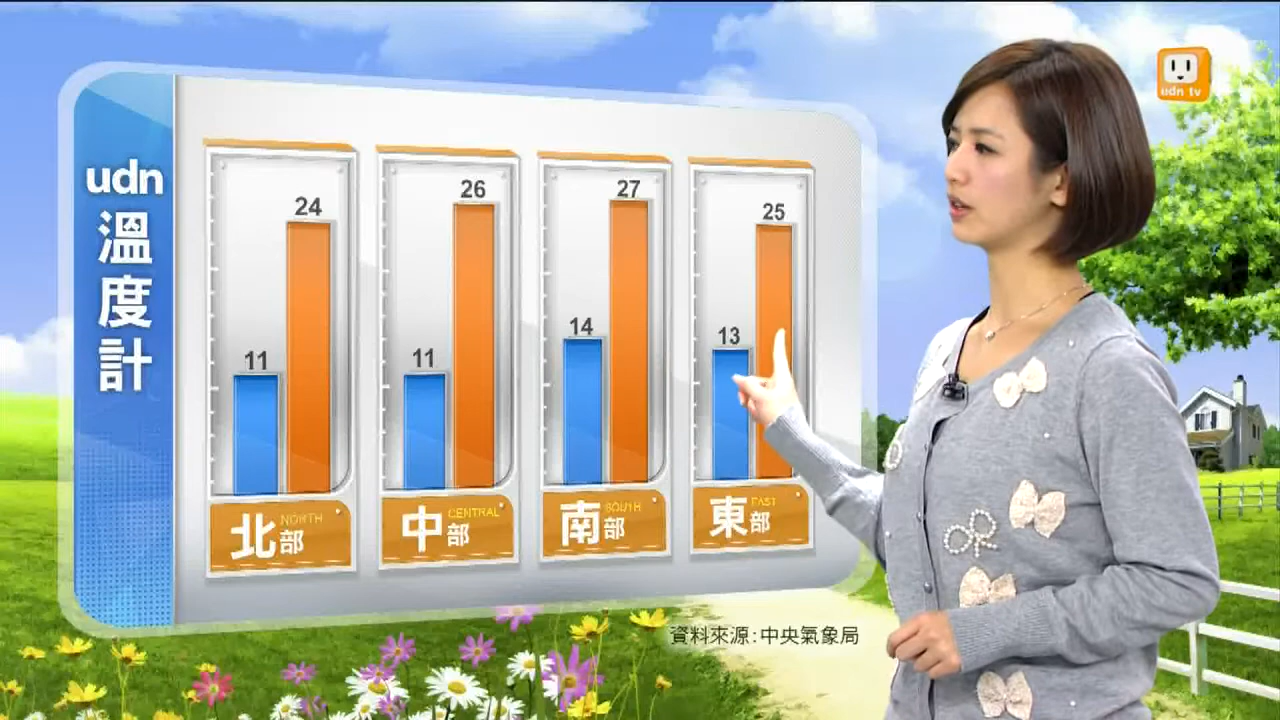 udn
溫度計
11
24
北部
NORTH
11
26
中部
CENTRAL
14
27
南部
SOUTH
13
25
東部
EAST
資料來源:中央氣象局
udn tv